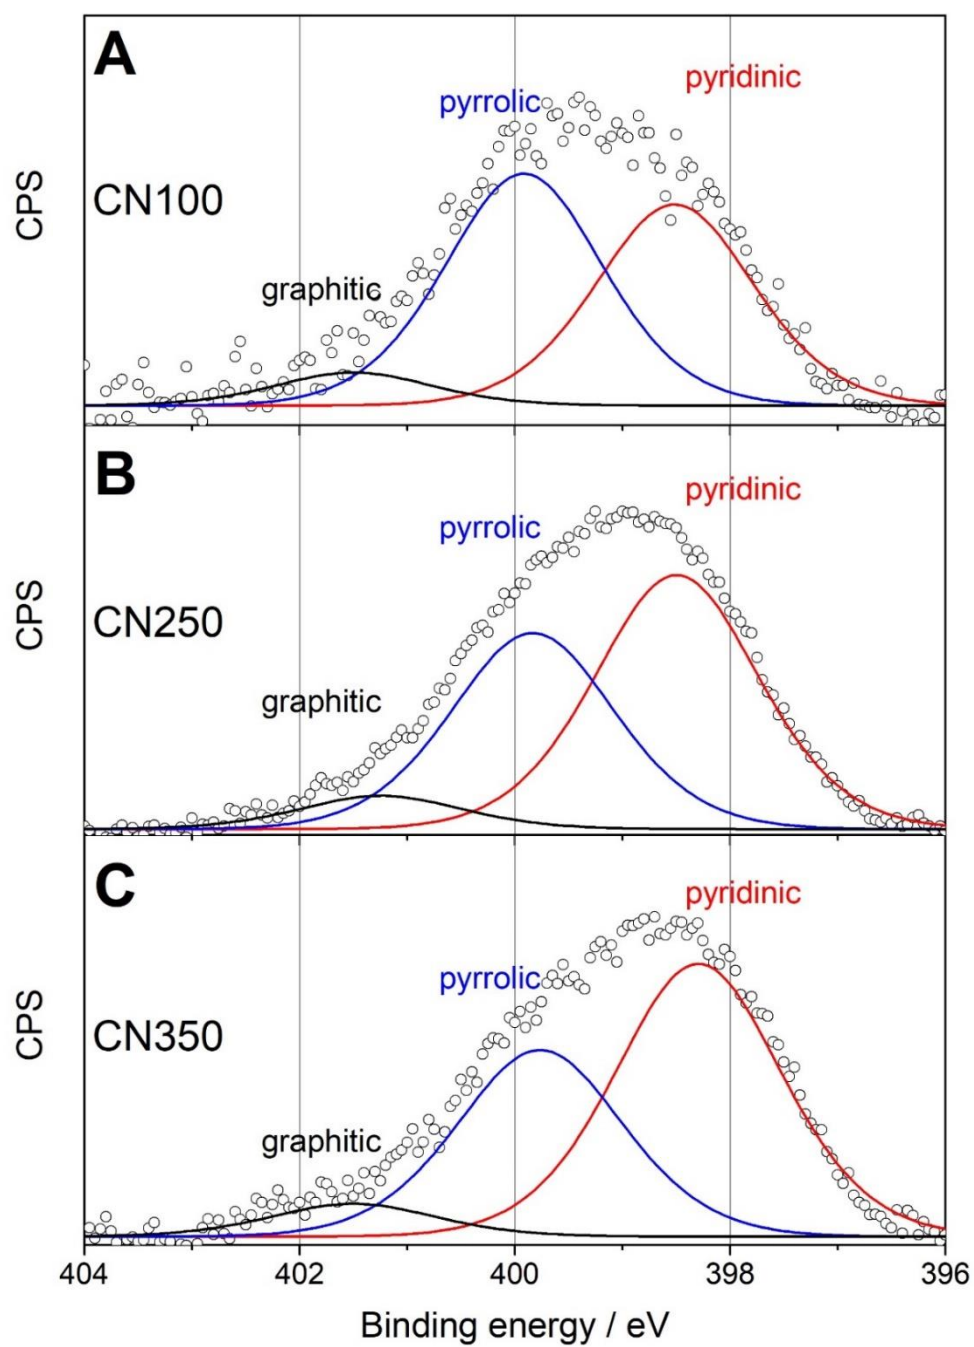 A
pyrrolic
pyridinic
CPS
CN100
graphitic
B
pyridinic
pyrrolic
CPS
CN250
graphitic
C
pyridinic
pyrrolic
CPS
CN350
graphitic
404 402 400 398 396
Binding energy / eV